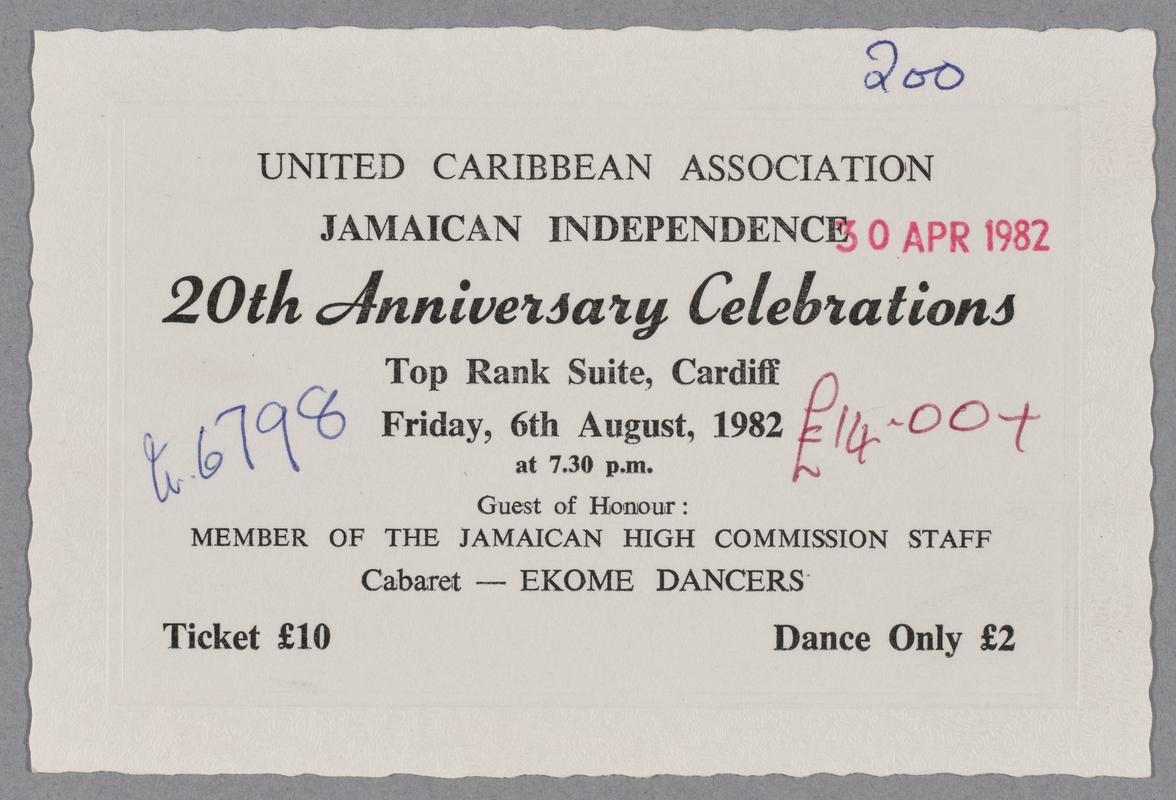 200
UNITED CARIBBEAN ASSOCIATION
JAMAICAN INDEPENDENCE
30 APR 1982
20th Anniversary Celebrations
Top Rank Suite, Cardiff
6798
Friday, 6th August, 1982
£14.00+
at 7.30 p.m.
Guest of Honour :
MEMBER OF THE JAMAICAN HIGH COMMISSION STAFF
Cabaret — EKOME DANCERS
Ticket £10 Dance Only £2